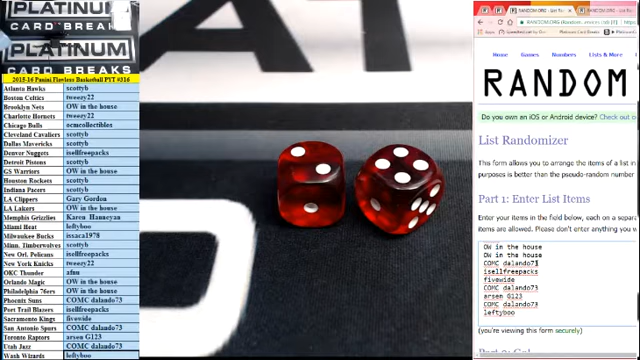 PLATINUM
CARD BREAKS
PLATINUM
CARD BREAKS
2015-16 Panini Flawless Basketball PYT #316
Atlanta Hawks scottyb
Boston Celtics tweezy22
Brooklyn Nets OW in the house
Charlotte Hornets tweezy22
Chicago Bulls ocmcollectibles
Cleveland Cavaliers scottyb
Dallas Mavericks scottyb
Denver Nuggets isellfreepacks
Detroit Pistons scottyb
GS Warriors OW in the house
Houston Rockets scottyb
Indiana Pacers scottyb
LA Clippers Gary Gordon
LA Lakers OW in the house
Memphis Grizzlies Karen Hanneyan
Miami Heat leftyboo
Milwaukee Bucks issaca1978
Minn. Timberwolves scottyb
New Orl. Pelicans isellfreepacks
New York Knicks tweezy22
OKC Thunder afnu
Orlando Magic OW in the house
Philadelphia 76ers OW in the house
Phoenix Suns COMC dalando73
Port Trail Blazers isellfreepacks
Sacramento Kings fivewide
San Antonio Spurs COMC dalando73
Toronto Raptors arsen G123
Utah Jazz COMC dalando73
Wash Wizards leftyboo
RANDOM
Home Games Numbers Lists & More
Do you own an iOS or Android device? Check out
List Randomizer
This form allows you to arrange the items of a list in
purposes is better than the pseudo-random number
Part 1: Enter List Items
Enter your items in the field below, each on a separ
items are allowed. Please don't enter anything you w
OW in the house
OW in the house
COMC dalando73
isellfreepacks
fivewide
COMC dalando73
arsen G123
COMC dalando73
leftyboo
(you're viewing this form securely)